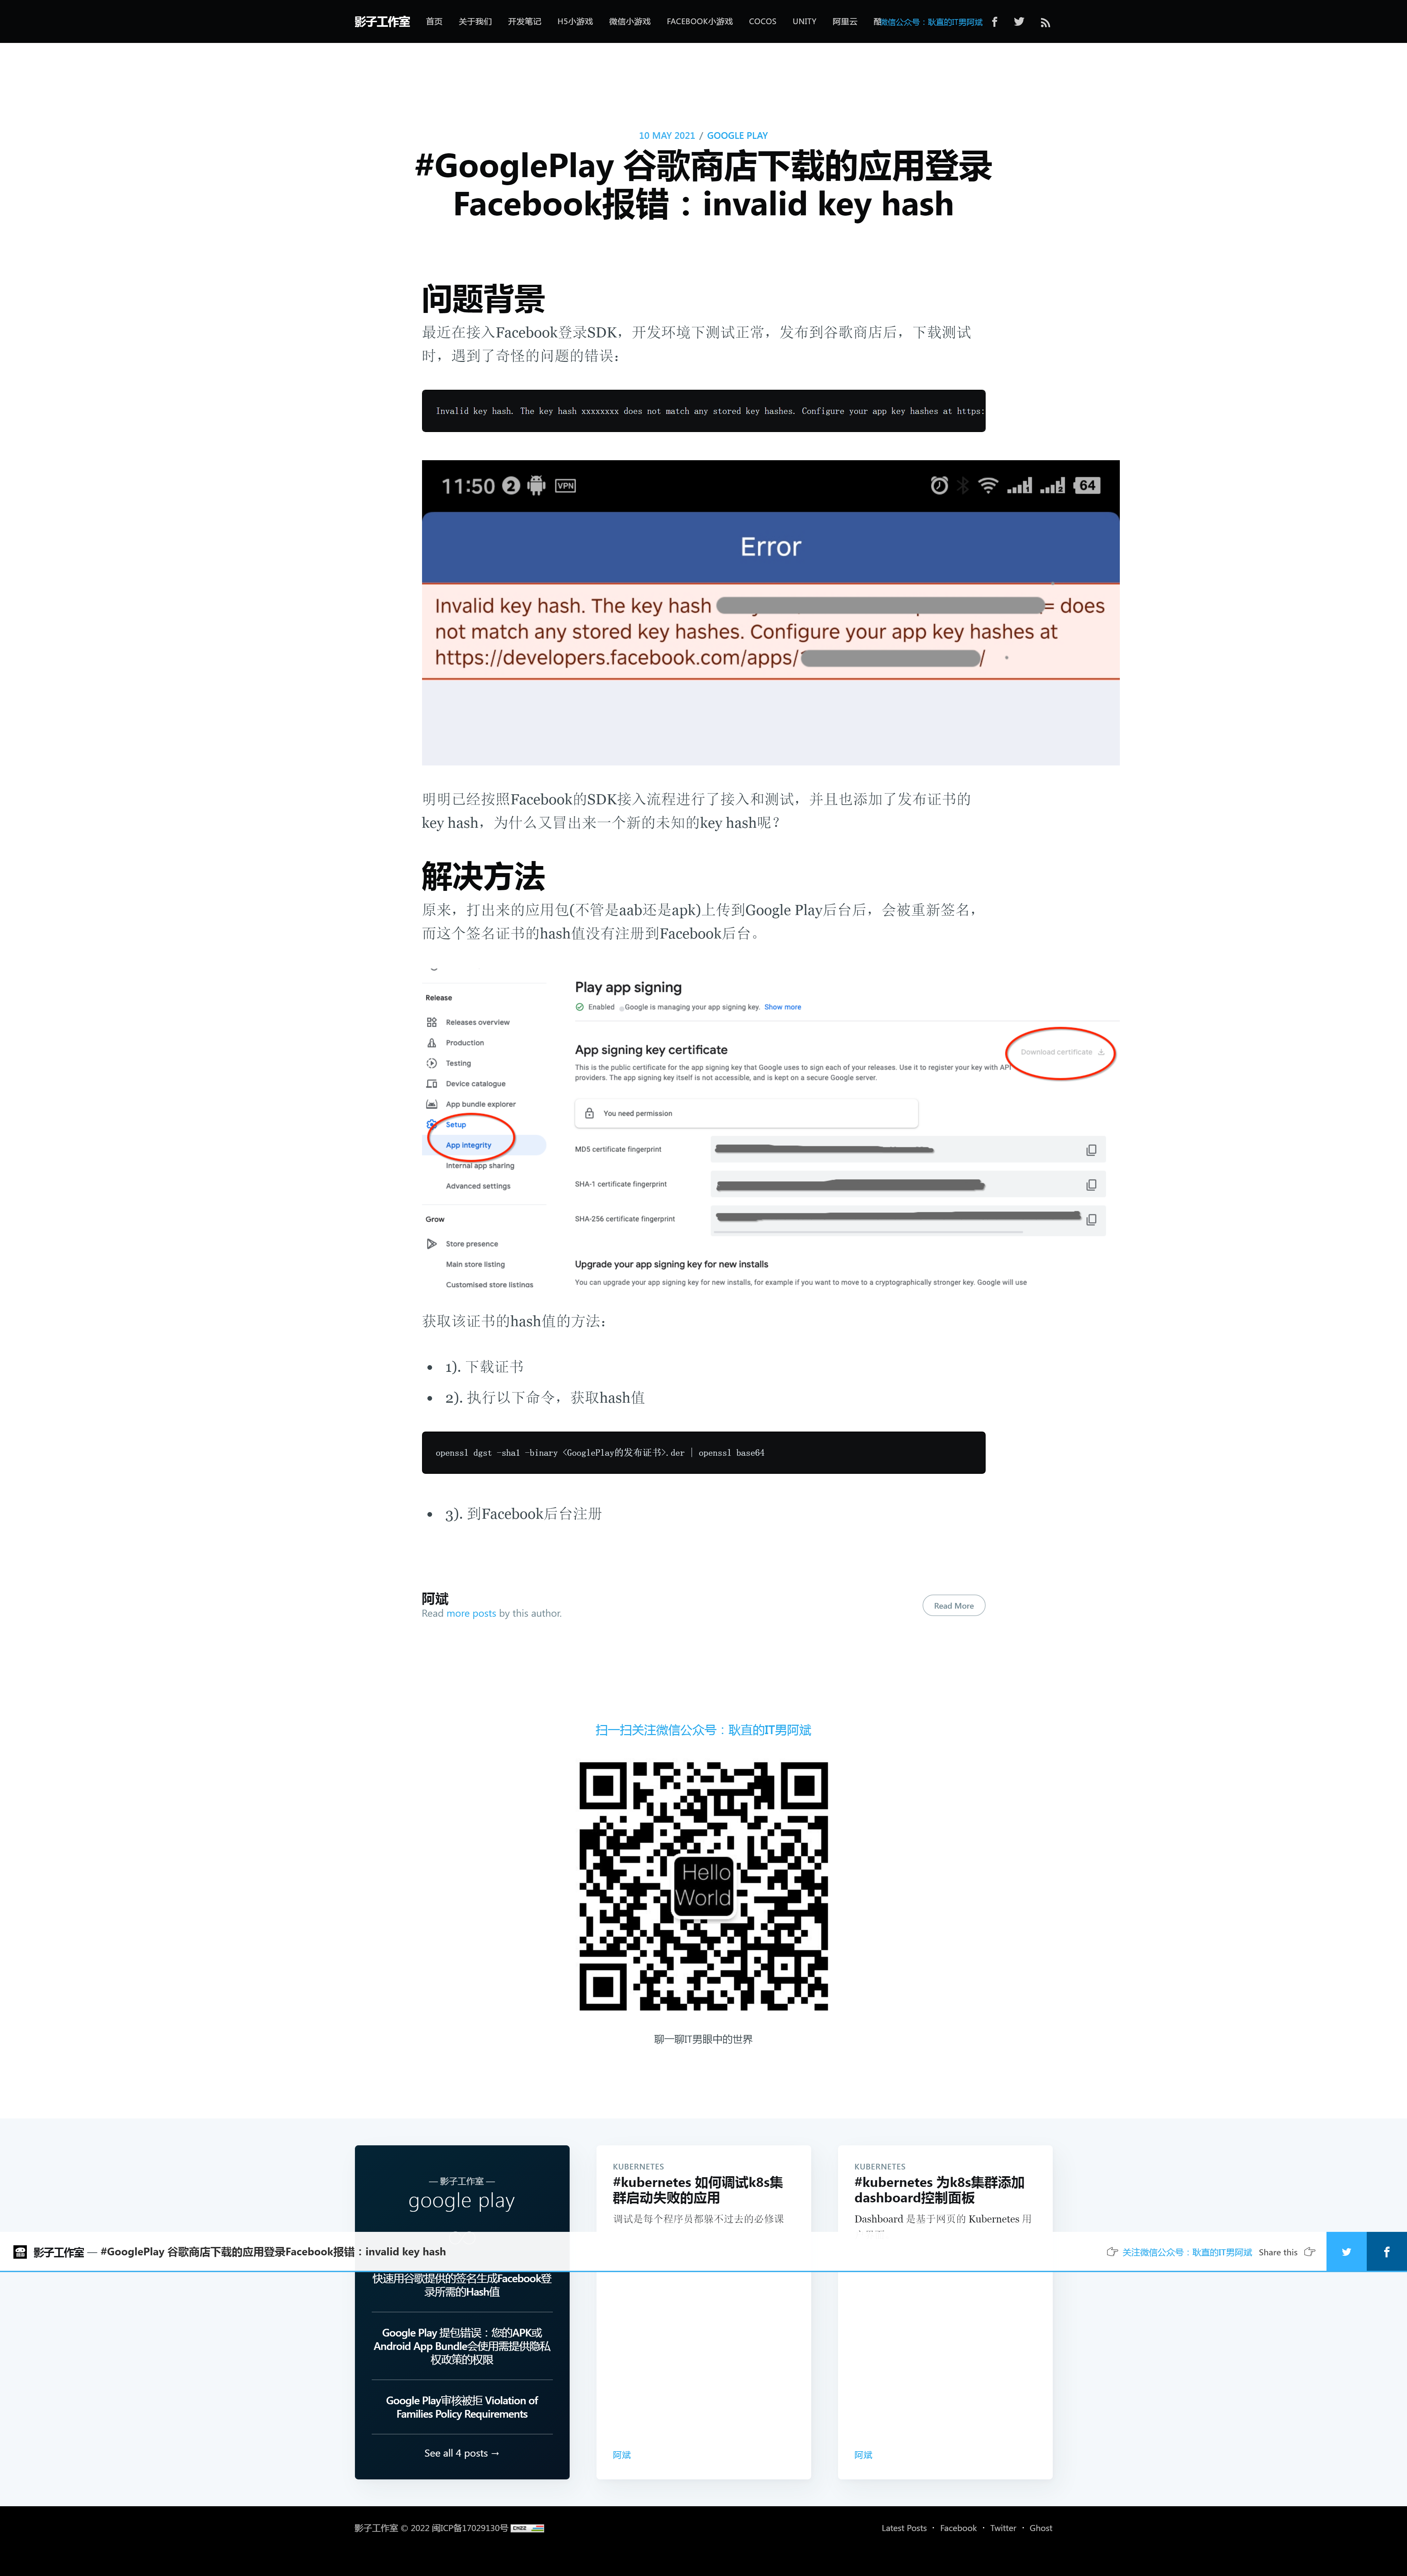 影子工作室 首页 关于我们 开发笔记 H5小游戏 微信小游戏 FACEBOOK小游戏 COCOS UNITY 阿里云 微信公众号：耿直的IT男阿斌
10 MAY 2021 / GOOGLE PLAY
#GooglePlay 谷歌商店下载的应用登录
Facebook报错：invalid key hash
问题背景
最近在接入Facebook登录SDK，开发环境下测试正常，发布到谷歌商店后，下载测试
时，遇到了奇怪的问题的错误：
Invalid key hash. The key hash xxxxxxxx does not match any stored key hashes. Configure your app key hashes at https:
11:50 2 VPN 64
Error
Invalid key hash. The key hash = does
not match any stored key hashes. Configure your app key hashes at
https://developers.facebook.com/apps/ /
明明已经按照Facebook的SDK接入流程进行了接入和测试，并且也添加了发布证书的
key hash，为什么又冒出来一个新的未知的key hash呢？
解决方法
原来，打出来的应用包(不管是aab还是apk)上传到Google Play后台后，会被重新签名，
而这个签名证书的hash值没有注册到Facebook后台。
Release
Releases overview
Production
Testing
Device catalogue
App bundle explorer
Setup
App integrity
Internal app sharing
Advanced settings
Grow
Store presence
Main store listing
Customised store listings
Play app signing
Enabled Google is managing your app signing key. Show more
App signing key certificate
Download certificate
This is the public certificate for the app signing key that Google uses to sign each of your releases. Use it to register your key with API
providers. The app signing key itself is not accessible, and is kept on a secure Google server.
You need permission
MD5 certificate fingerprint
SHA-1 certificate fingerprint
SHA-256 certificate fingerprint
Upgrade your app signing key for new installs
You can upgrade your app signing key for new installs, for example if you want to move to a cryptographically stronger key. Google will use
获取该证书的hash值的方法：
1). 下载证书
2). 执行以下命令，获取hash值
openssl dgst -sha1 -binary <GooglePlay的发布证书>.der | openssl base64
3). 到Facebook后台注册
阿斌
Read more posts by this author.
Read More
扫一扫关注微信公众号：耿直的IT男阿斌
Hello
World
聊一聊IT男眼中的世界
— 影子工作室 —
google play
KUBERNETES
#kubernetes 如何调试k8s集
群启动失败的应用
调试是每个程序员都躲不过去的必修课
KUBERNETES
#kubernetes 为k8s集群添加
dashboard控制面板
Dashboard 是基于网页的 Kubernetes 用
影子工作室 — #GooglePlay 谷歌商店下载的应用登录Facebook报错：invalid key hash
关注微信公众号：耿直的IT男阿斌 Share this
快速用谷歌提供的签名生成Facebook登
录所需的Hash值
Google Play 提包错误：您的APK或
Android App Bundle会使用需提供隐私
权政策的权限
Google Play审核被拒 Violation of
Families Policy Requirements
See all 4 posts →
阿斌
阿斌
影子工作室 © 2022 闽ICP备17029130号 CNZZ
Latest Posts · Facebook · Twitter · Ghost